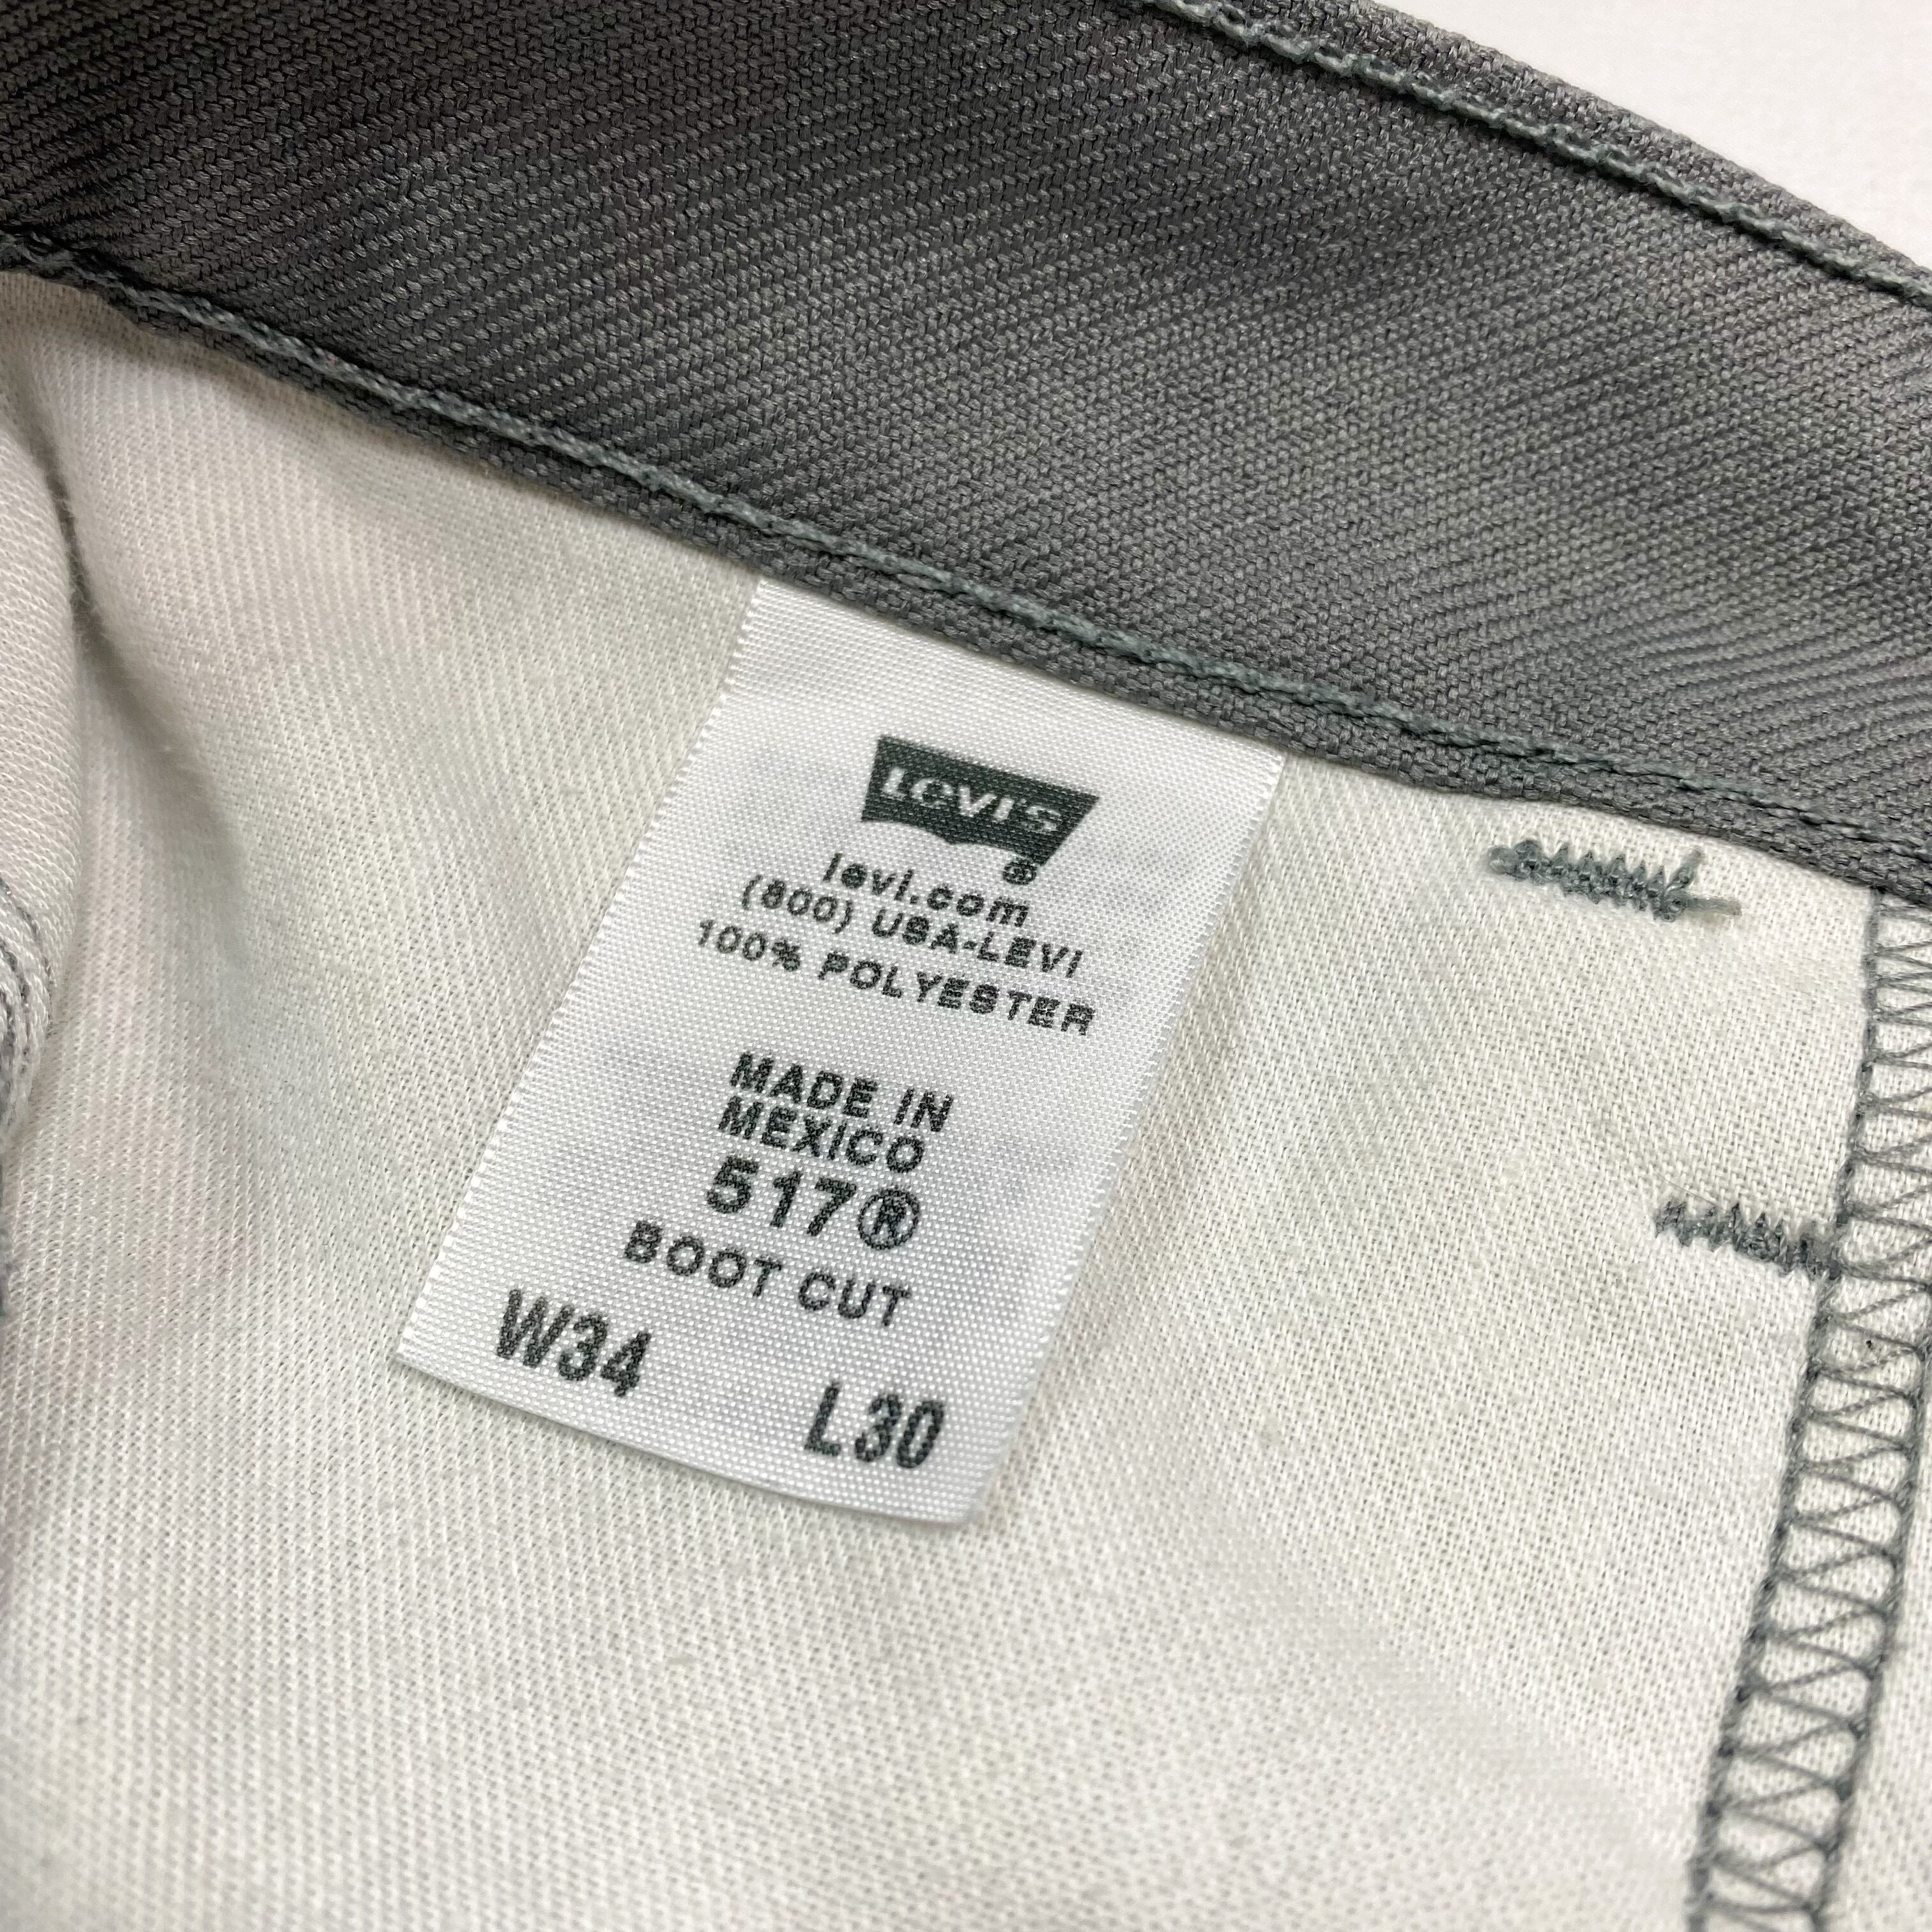 LEVI'S
®
levi.com
(800) USA-LEVI
100% POLYESTER
MADE IN
MEXICO
517®
BOOT CUT
W34 L30